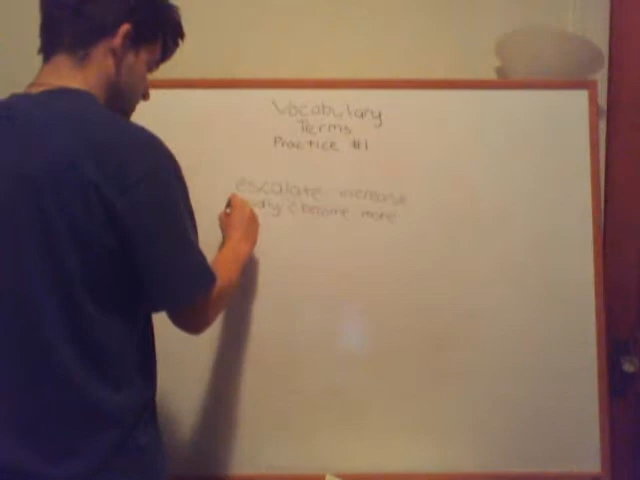 Vocabulary
Terms
Practice #1
escalate increase
become more